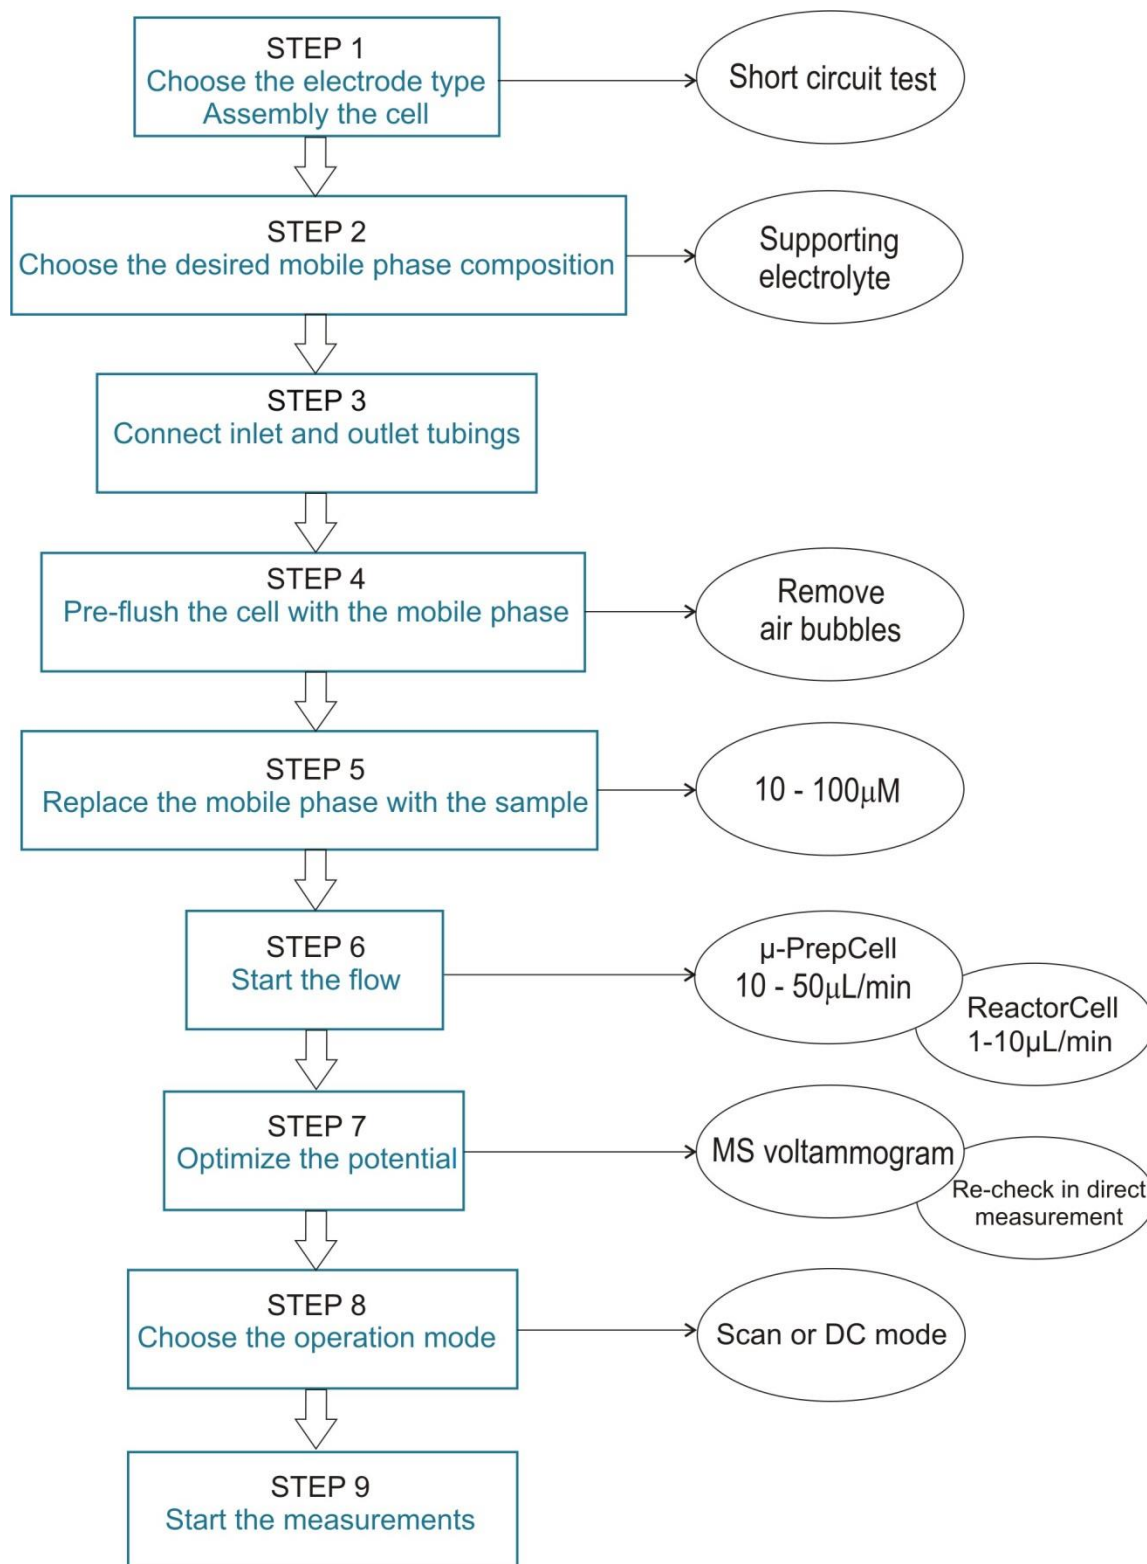 STEP 1
Choose the electrode type
Assembly the cell
Short circuit test
STEP 2
Choose the desired mobile phase composition
Supporting
electrolyte
STEP 3
Connect inlet and outlet tubings
STEP 4
Pre-flush the cell with the mobile phase
Remove
air bubbles
STEP 5
Replace the mobile phase with the sample
10 - 100μM
STEP 6
Start the flow
μ-PrepCell
10 - 50μL/min
ReactorCell
1-10μL/min
STEP 7
Optimize the potential
MS voltammogram
Re-check in direct
measurement
STEP 8
Choose the operation mode
Scan or DC mode
STEP 9
Start the measurements